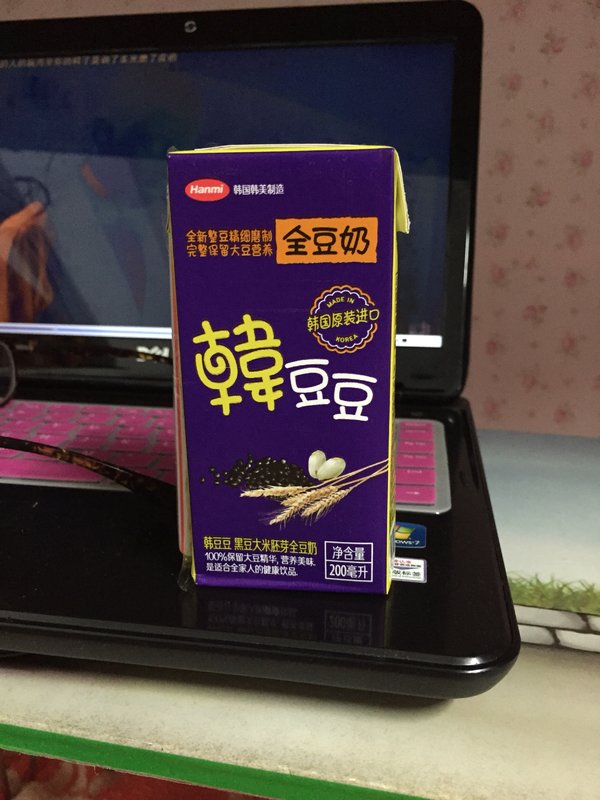 Hanmi 韩国韩美制造
全新整豆精细磨制
完整保留大豆营养
全豆奶
MADE IN
韩国原装进口
KOREA
韩豆豆
韩豆豆 黑豆大米胚芽全豆奶
100%保留大豆精华,营养美味.
是适合全家人的健康饮品.
净含量
200毫升